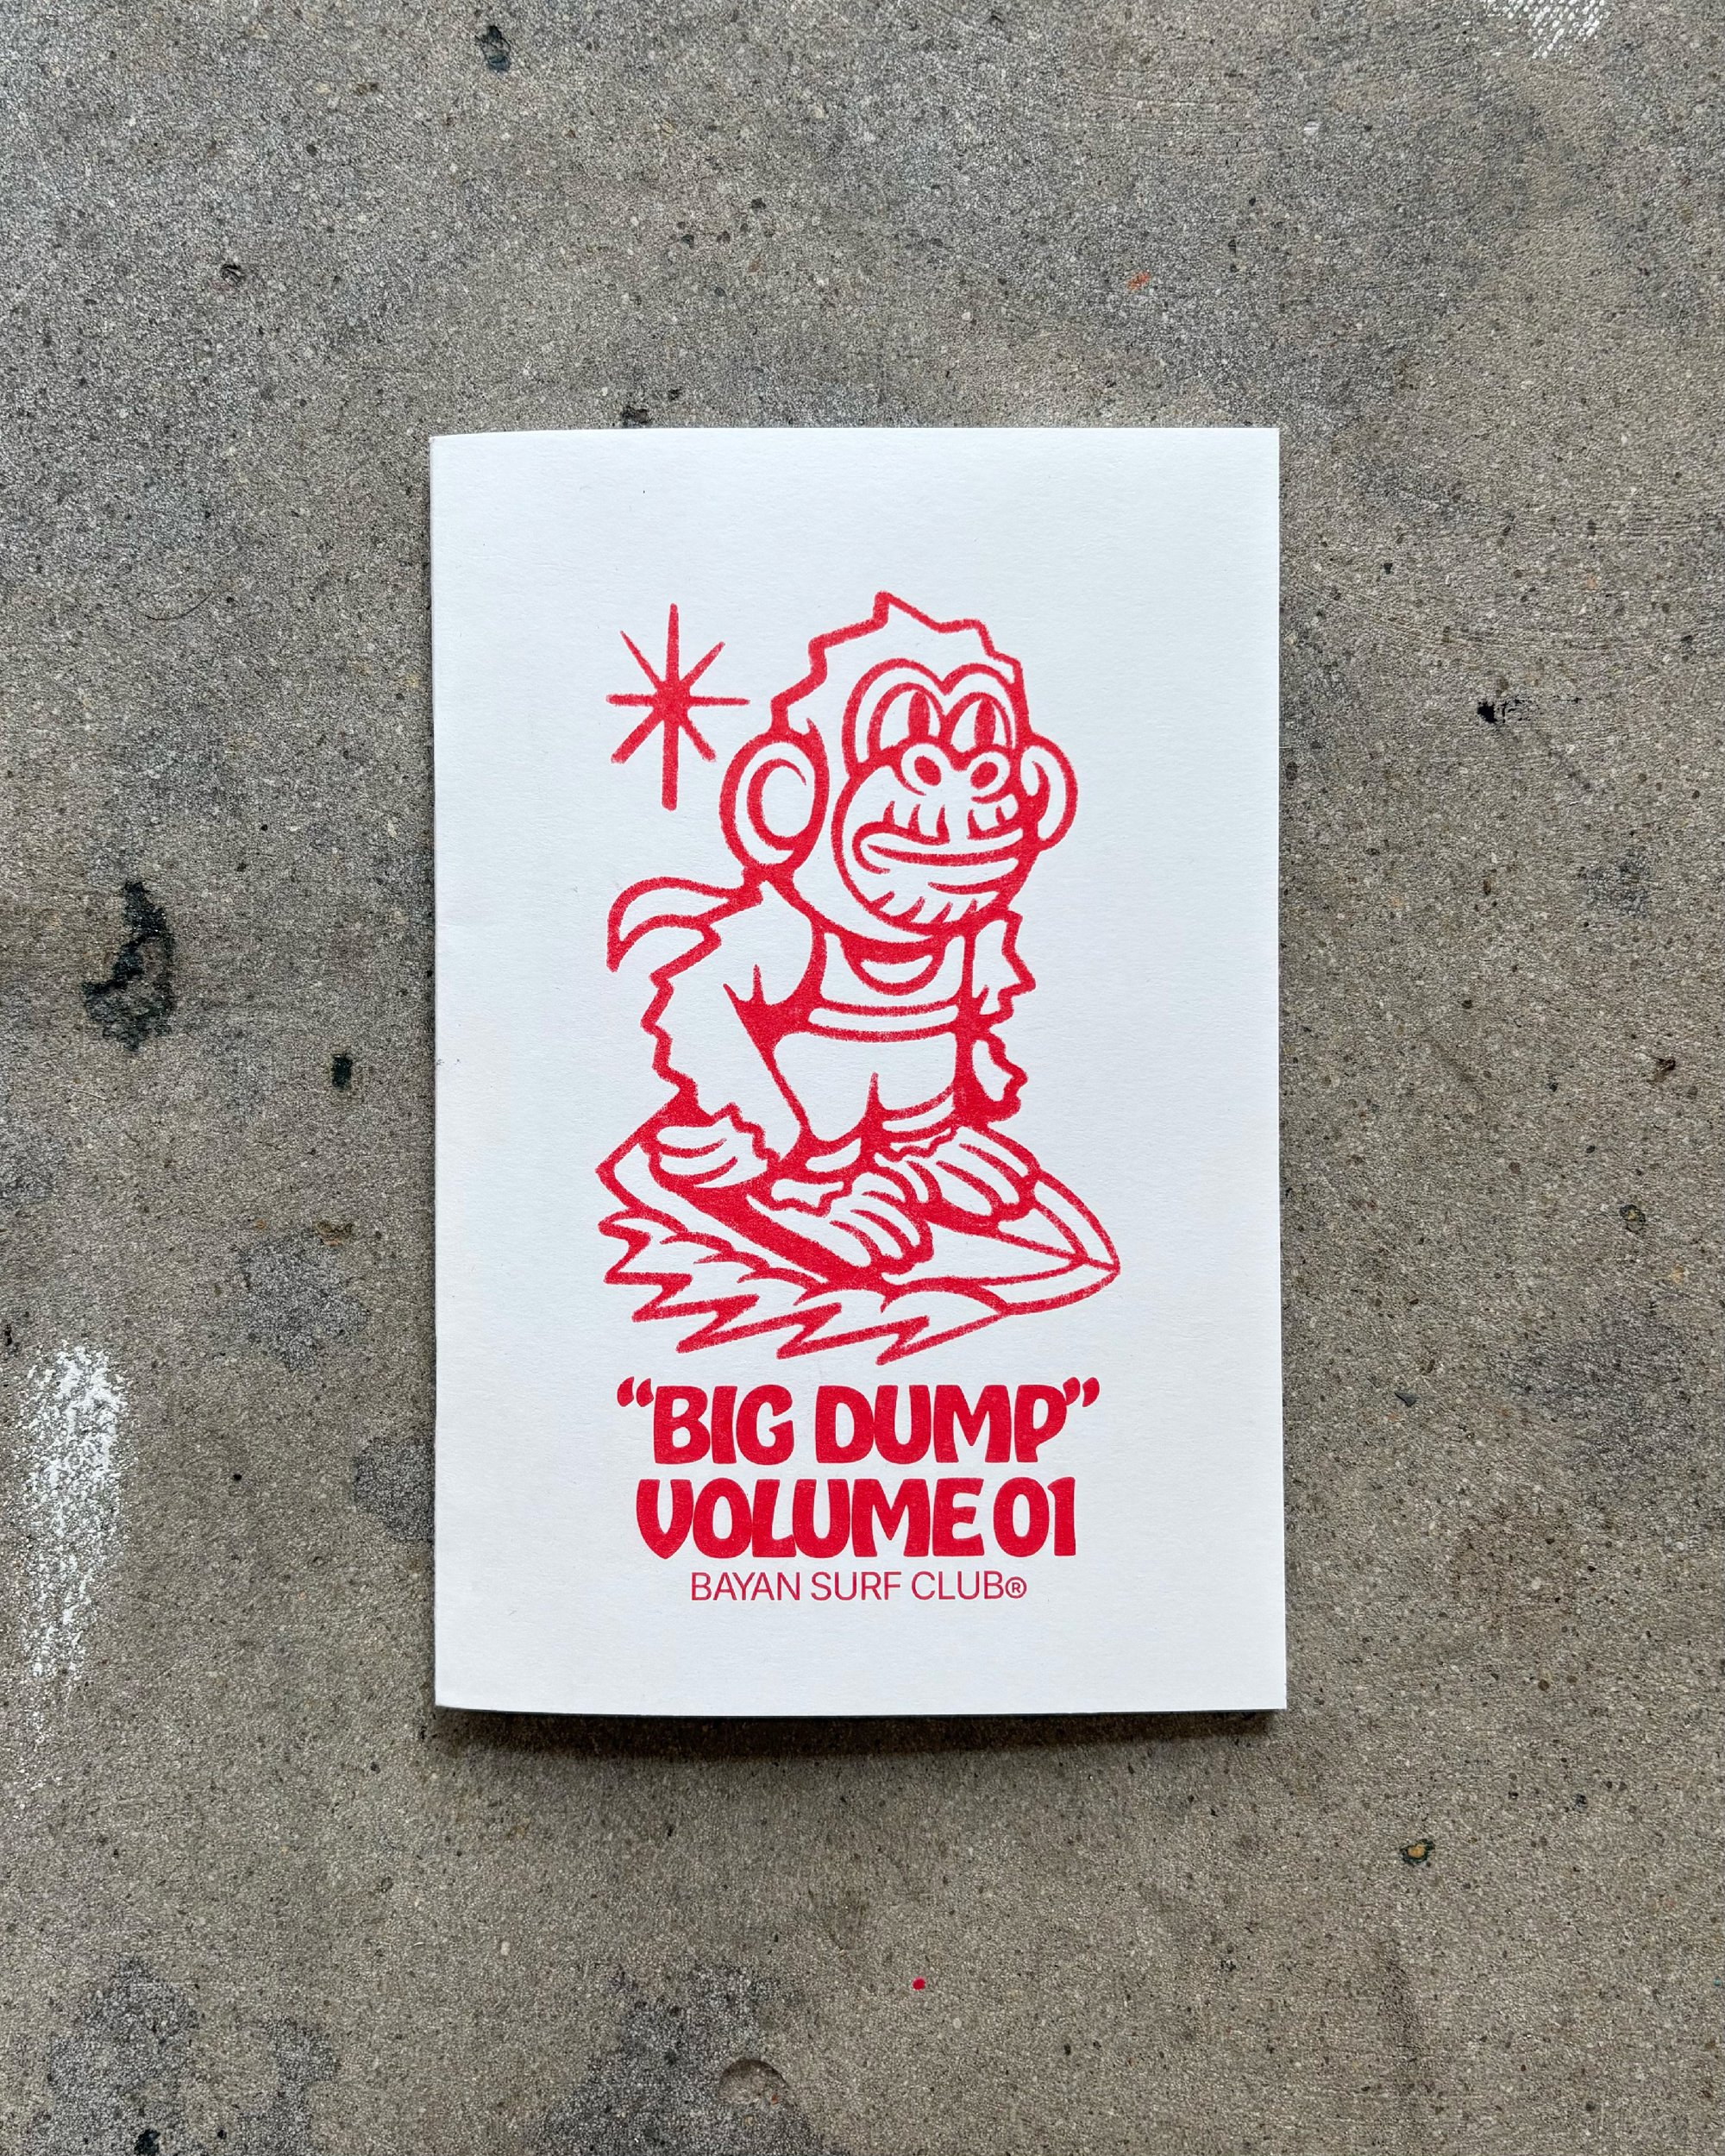 “BIG DUMP”
VOLUME 01
BAYAN SURF CLUB®